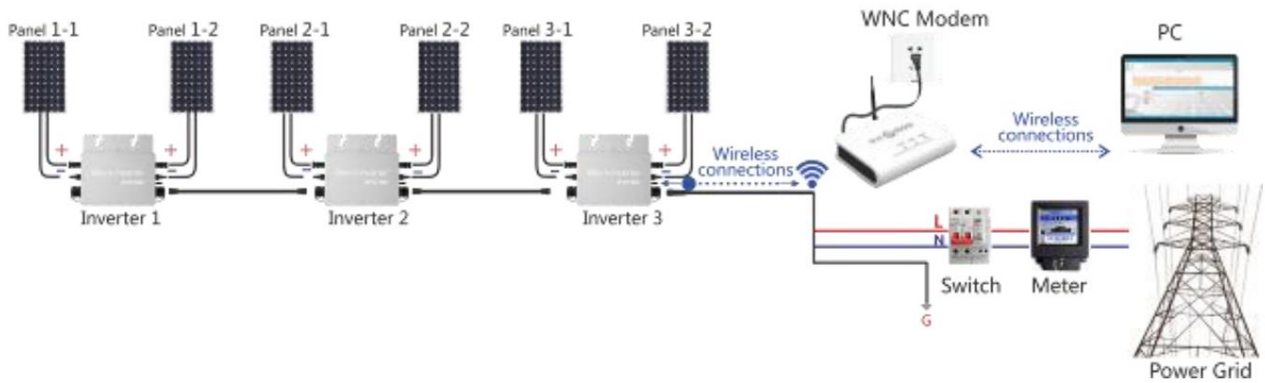 Panel 1-1
Panel 1-2
Panel 2-1
Panel 2-2
Panel 3-1
Panel 3-2
WNC Modem
PC
+
-
+
-
+
-
+
-
+
-
+
-
Wireless
connections
Wireless
connections
Inverter 1
Inverter 2
Inverter 3
L
N
Switch
Meter
G
Power Grid